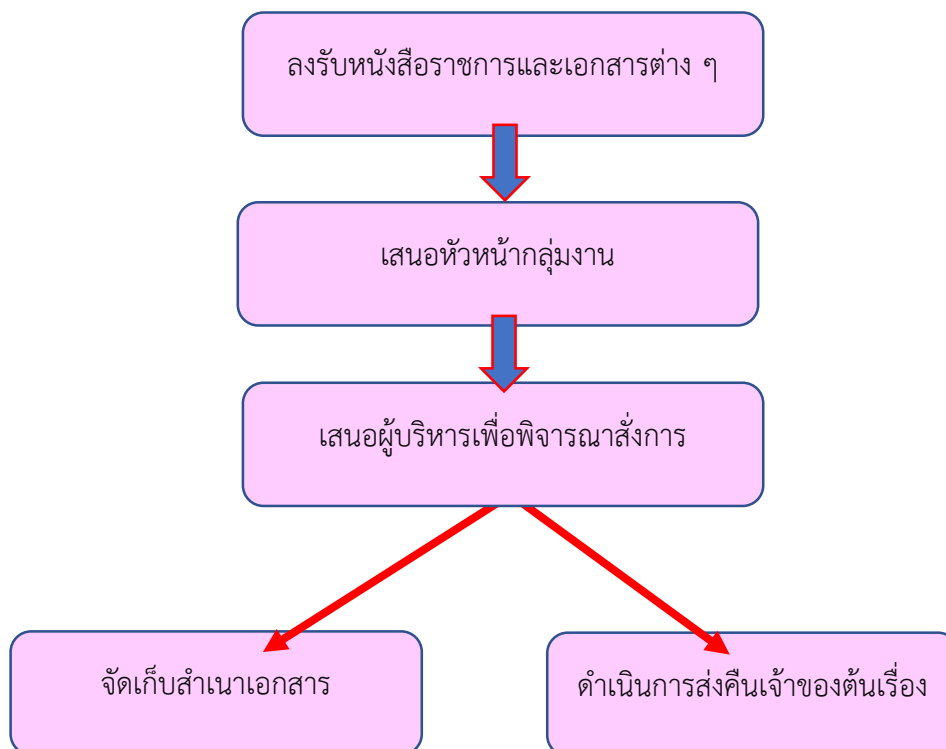 ลงรับหนังสือราชการและเอกสารต่าง ๆ
เสนอหัวหน้ากลุ่มงาน
เสนอผู้บริหารเพื่อพิจารณาสั่งการ
จัดเก็บสำเนาเอกสาร
ดำเนินการส่งคืนเจ้าของต้นเรื่อง